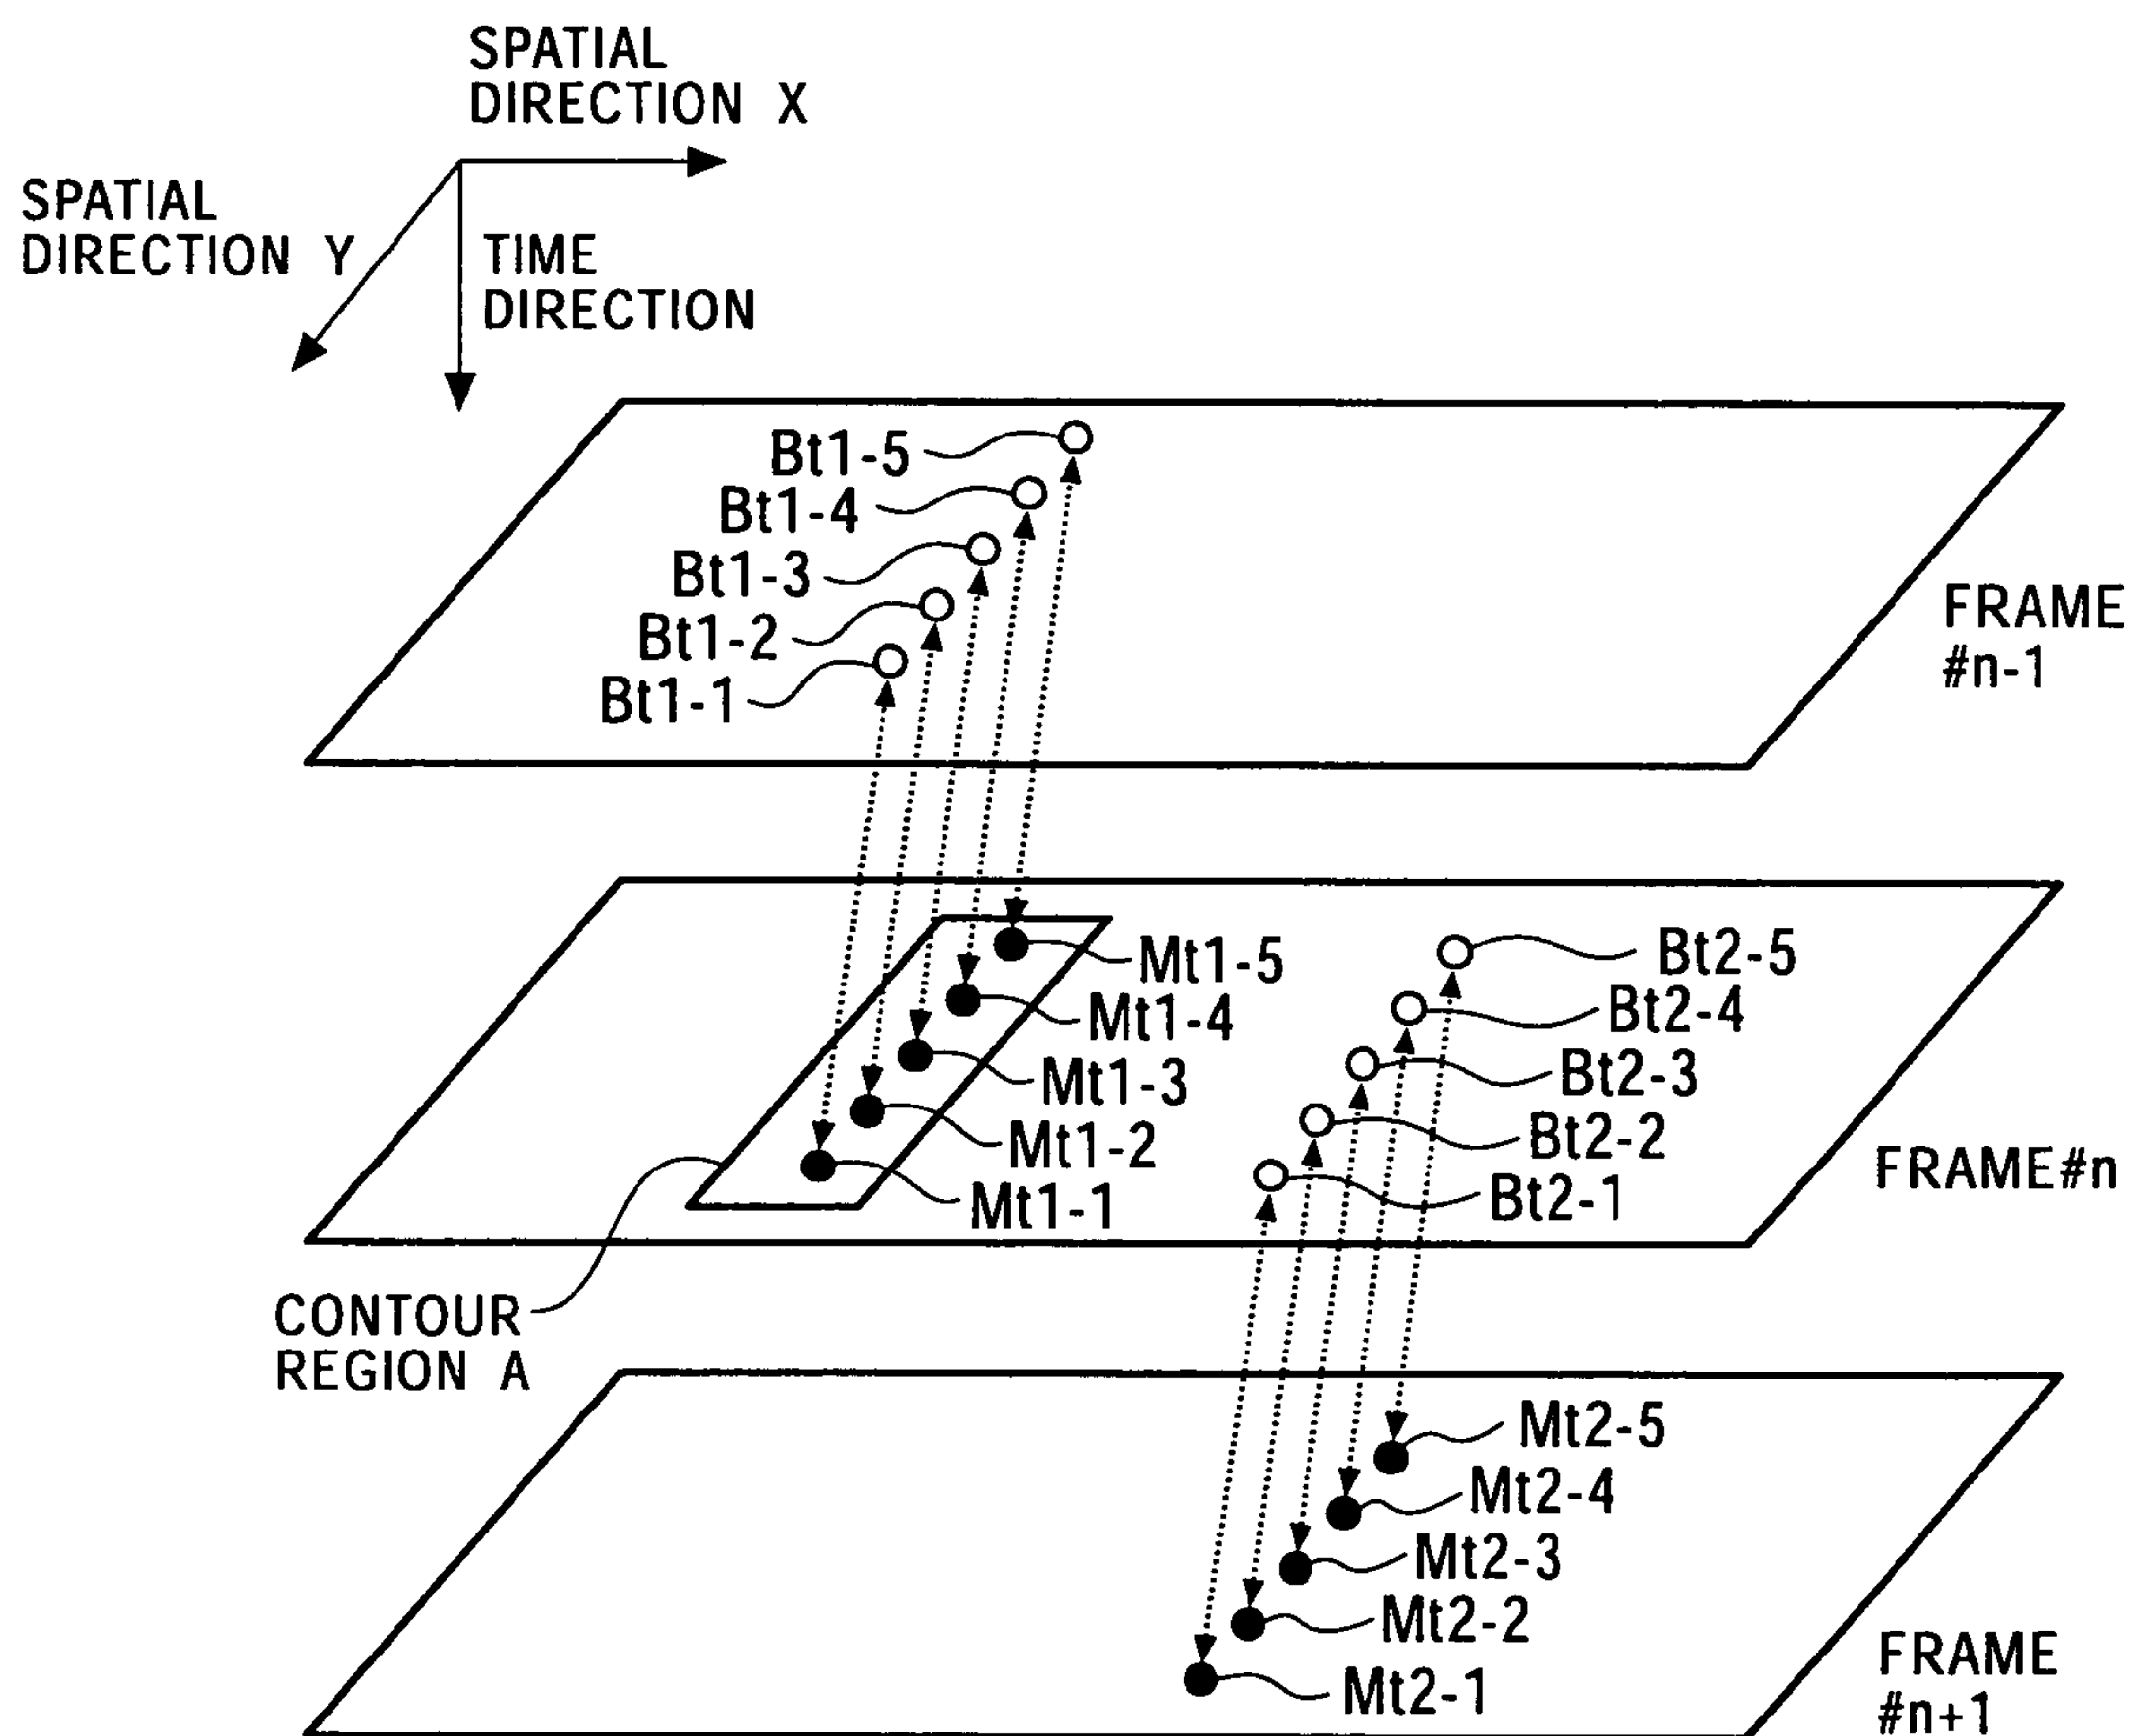 SPATIAL
DIRECTION X
SPATIAL
DIRECTION Y
TIME
DIRECTION
Bt1-5
Bt1-4
Bt1-3
Bt1-2
Bt1-1
FRAME
#n-1
Mt1-5
Mt1-4
Mt1-3
Mt1-2
Mt1-1
Bt2-5
Bt2-4
Bt2-3
Bt2-2
Bt2-1
FRAME#n
CONTOUR
REGION A
Mt2-5
Mt2-4
Mt2-3
Mt2-2
Mt2-1
FRAME
#n+1